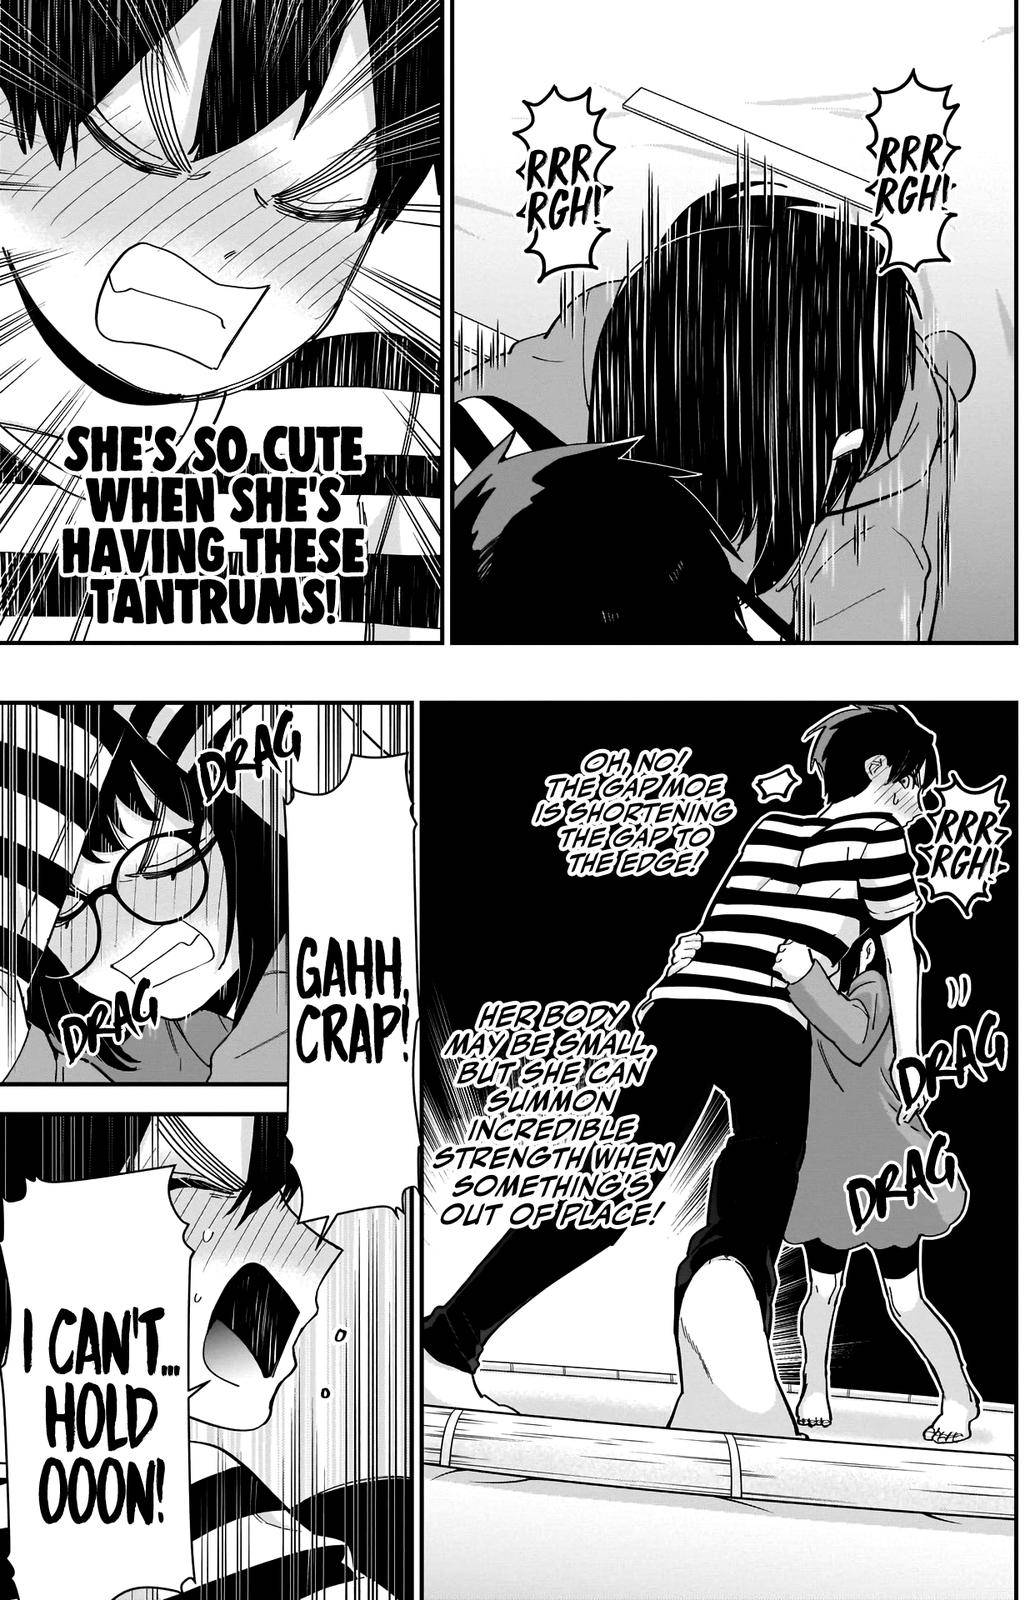 RRR
RGH!
RRR
RGH!
SHE'S SO CUTE
WHEN SHE'S
HAVING THESE
TANTRUMS!
RRR
RGH!
OH, NO!
THE GAP MOE
IS SHORTENING
THE GAP TO
THE EDGE!
HER BODY
MAY BE SMALL,
BUT SHE CAN
SUMMON
INCREDIBLE
STRENGTH WHEN
SOMETHING'S
OUT OF PLACE!
DRAG
DRAG
DRAG
DRAG
GAHH,
CRAP!
I CAN'T...
HOLD
OOON!